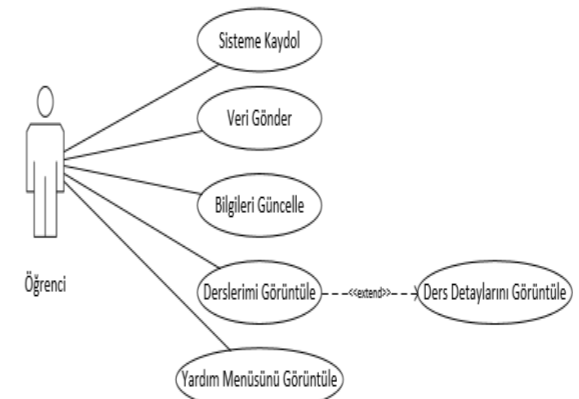 Sisteme Kaydol
Veri Gönder
Bilgileri Güncelle
Öğrenci
Derslerimi Görüntüle
<<extend>>
Ders Detaylarını Görüntüle
Yardım Menüsünü Görüntüle